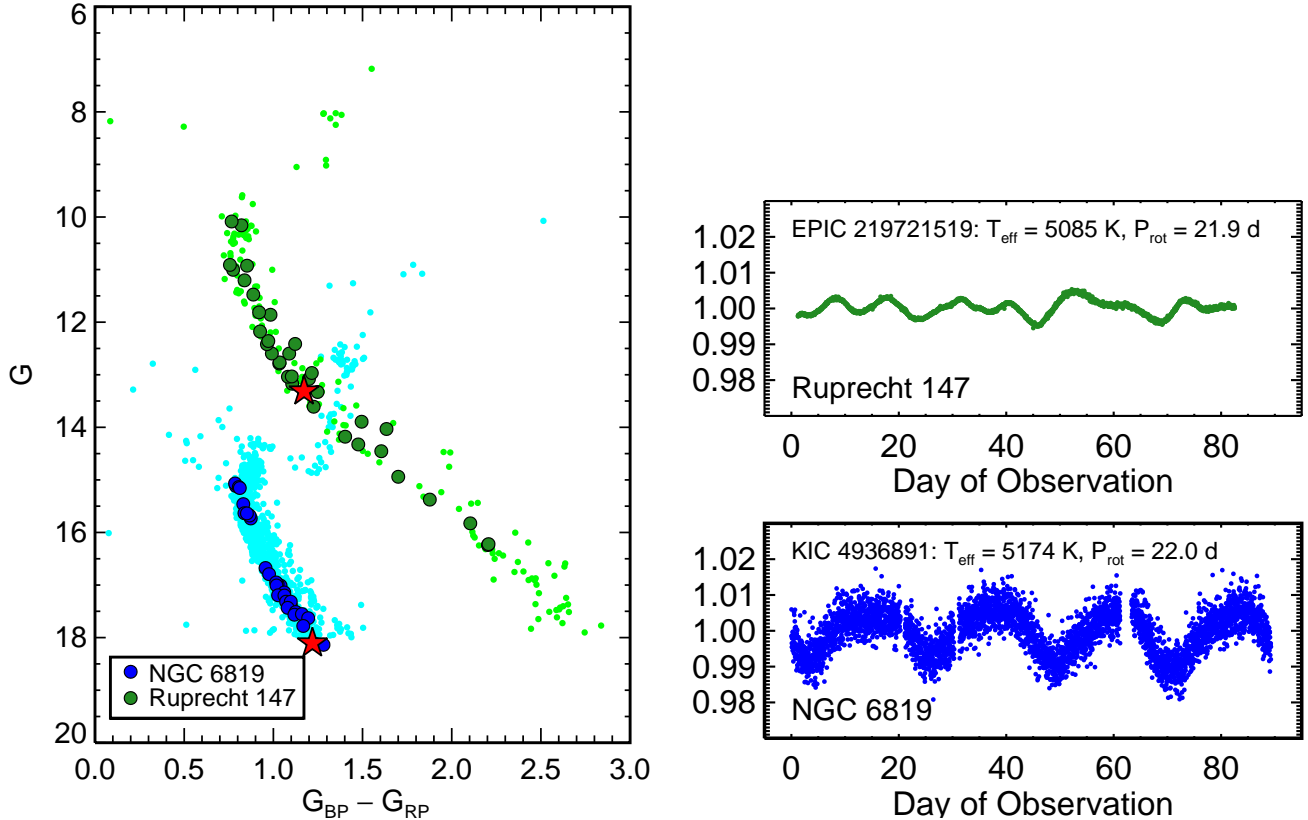 6
8
10
12
14
16
18
20
G
0.0 0.5 1.0 1.5 2.0 2.5 3.0
G_BP − G_RP
NGC 6819
Ruprecht 147
EPIC 219721519: T_eff = 5085 K, P_rot = 21.9 d
1.02
1.01
1.00
0.99
0.98
Ruprecht 147
0 20 40 60 80
Day of Observation
KIC 4936891: T_eff = 5174 K, P_rot = 22.0 d
1.02
1.01
1.00
0.99
0.98
NGC 6819
0 20 40 60 80
Day of Observation